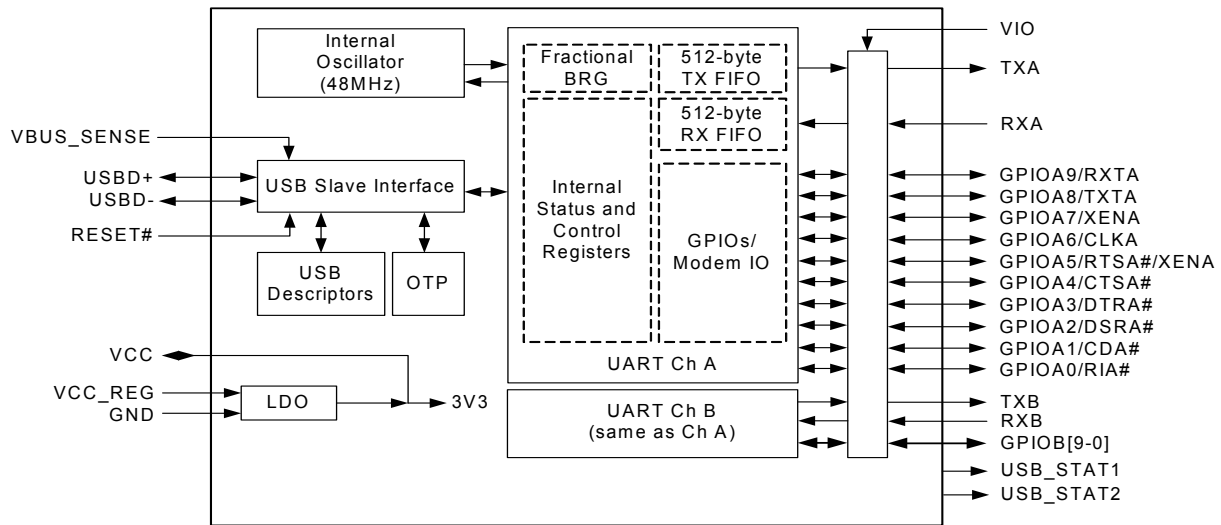 Internal
Oscillator
(48MHz)
Fractional
BRG
512-byte
TX FIFO
512-byte
RX FIFO
Internal
Status and
Control
Registers
GPIOs/
Modem IO
UART Ch A
UART Ch B
(same as Ch A)
VBUS_SENSE
USBD+
USBD-
RESET#
USB Slave Interface
USB
Descriptors
OTP
VCC
VCC_REG
GND
LDO
3V3
VIO
TXA
RXA
GPIOA9/RXTA
GPIOA8/TXTA
GPIOA7/XENA
GPIOA6/CLKA
GPIOA5/RTSA#/XENA
GPIOA4/CTSA#
GPIOA3/DTRA#
GPIOA2/DSRA#
GPIOA1/CDA#
GPIOA0/RIA#
TXB
RXB
GPIOB[9-0]
USB_STAT1
USB_STAT2